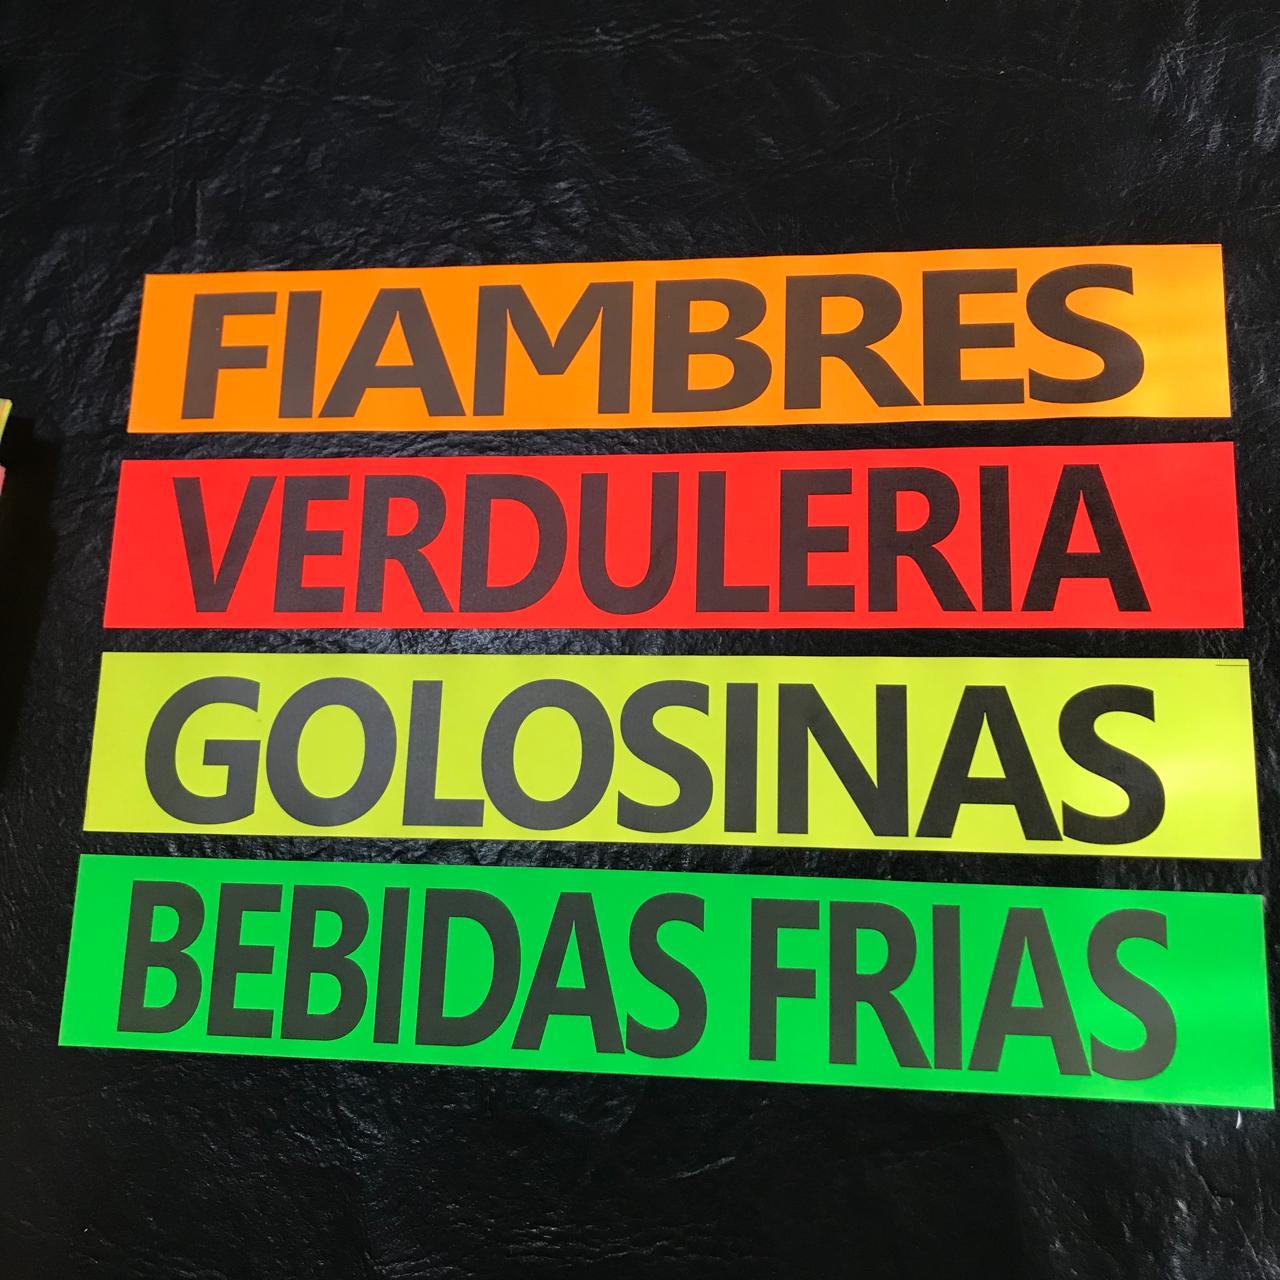 FIAMBRES
VERDULERIA
GOLOSINAS
BEBIDAS FRIAS